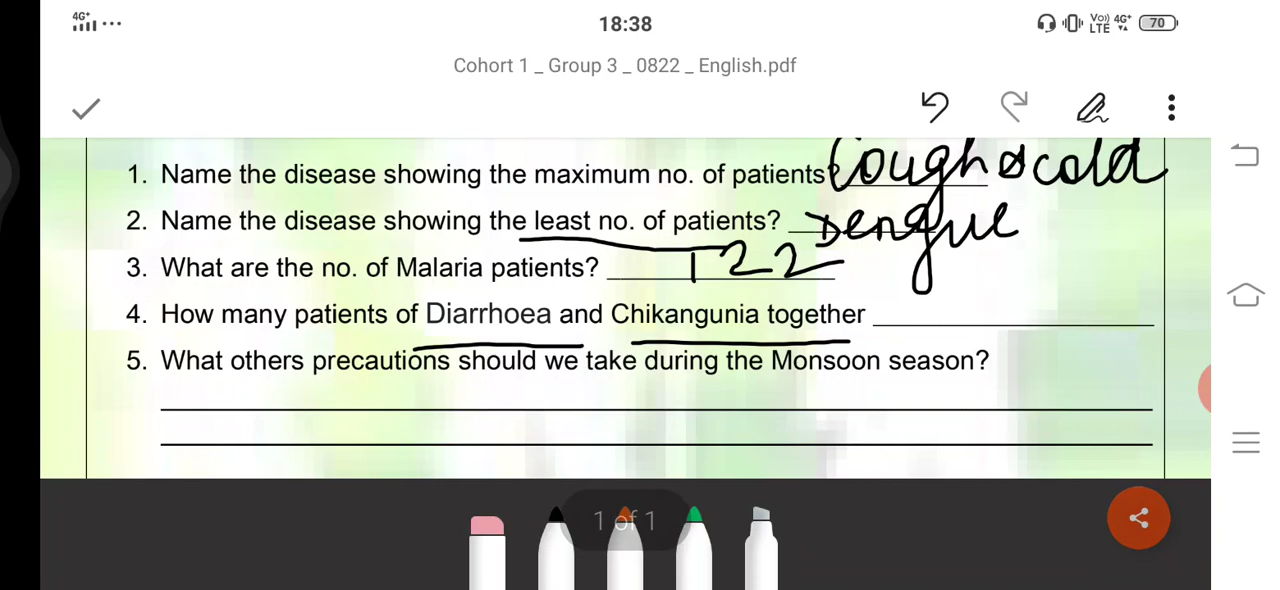 4G+ ... 18:38 Vo)) LTE 4G+ 70
Cohort 1 _ Group 3 _ 0822 _ English.pdf
1. Name the disease showing the maximum no. of patients? Cough & cold
2. Name the disease showing the least no. of patients? Dengue
3. What are the no. of Malaria patients? 122
4. How many patients of Diarrhoea and Chikangunia together
5. What others precautions should we take during the Monsoon season?
1 of 1